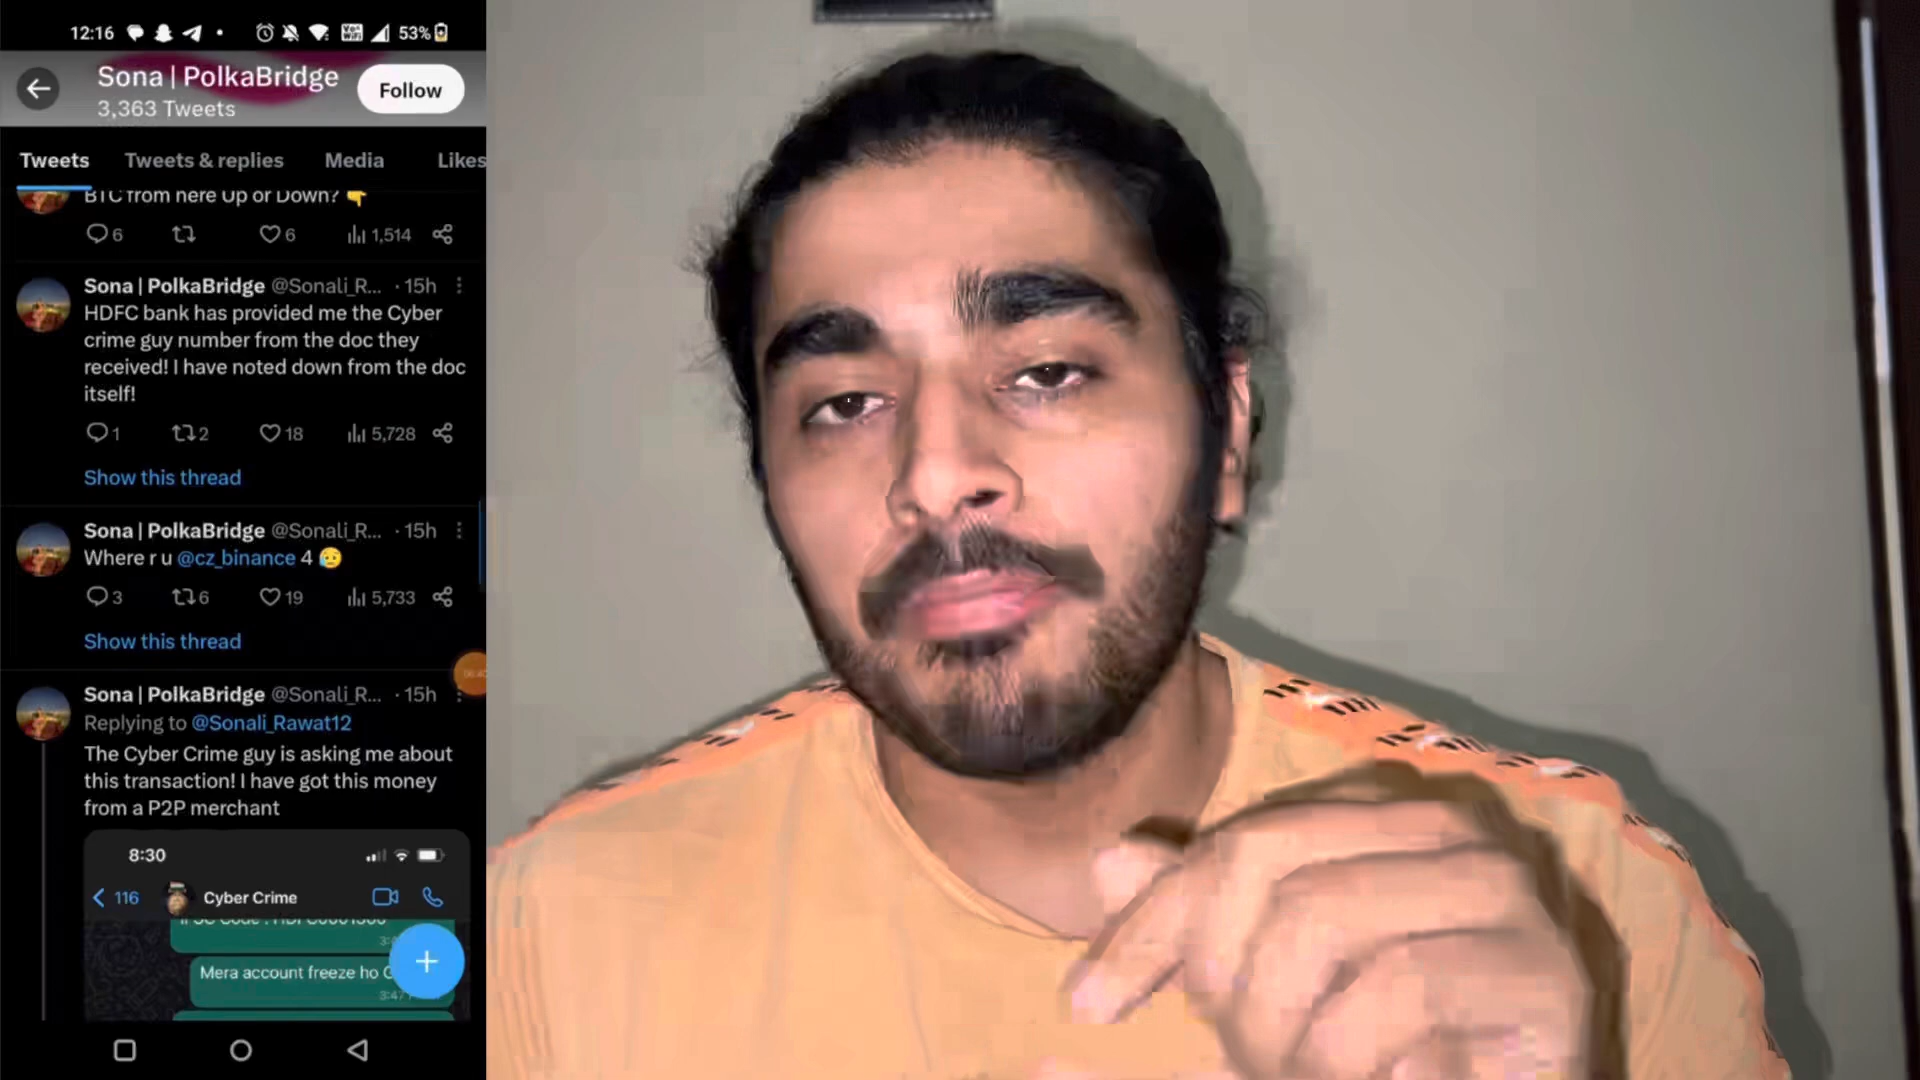 12:16 53%
Sona | PolkaBridge
3,363 Tweets
Follow
Tweets Tweets & replies Media Likes
BTC from here Up or Down? 👇
6 6 1,514
Sona | PolkaBridge @Sonali_R... · 15h
HDFC bank has provided me the Cyber
crime guy number from the doc they
received! I have noted down from the doc
itself!
1 2 18 5,728
Show this thread
Sona | PolkaBridge @Sonali_R... · 15h
Where r u @cz_binance 4 😥
3 6 19 5,733
Show this thread
Sona | PolkaBridge @Sonali_R... · 15h
Replying to @Sonali_Rawat12
The Cyber Crime guy is asking me about
this transaction! I have got this money
from a P2P merchant
8:30
116 Cyber Crime
Mera account freeze ho